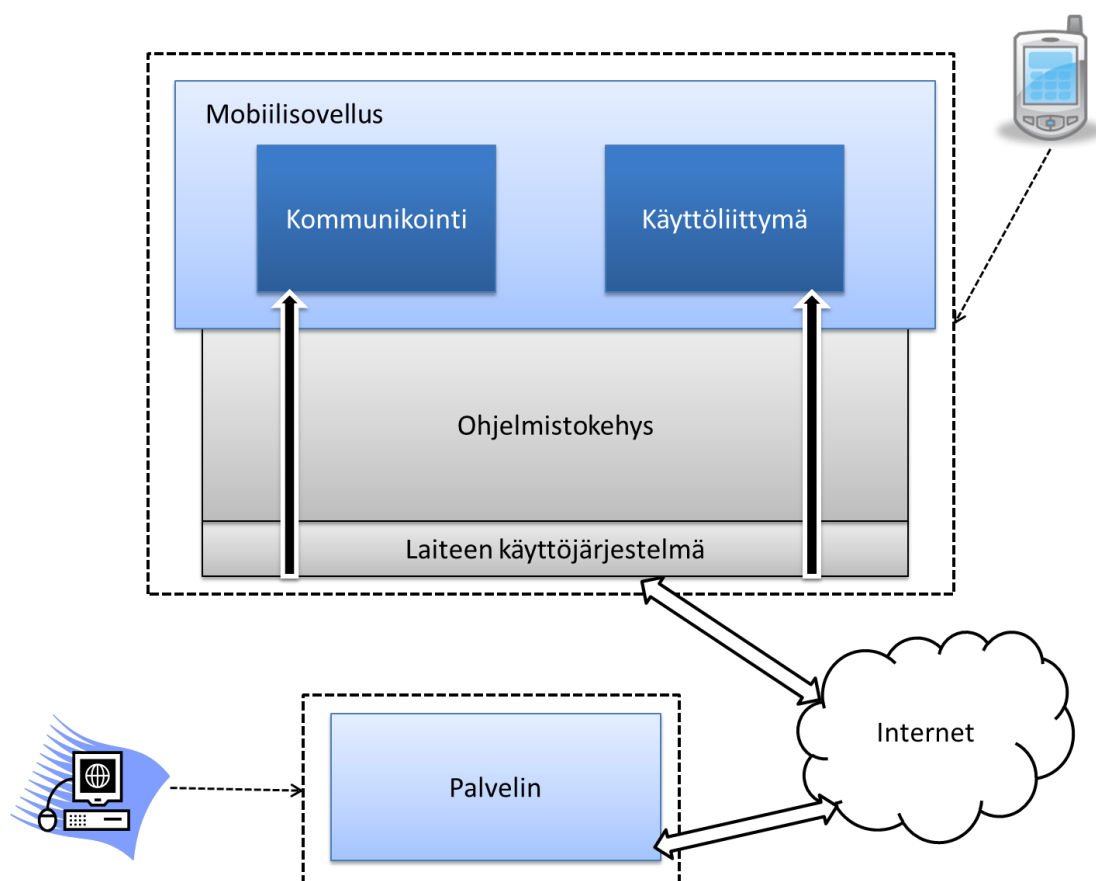 Mobiilisovellus
Kommunikointi
Käyttöliittymä
Ohjelmistokehys
Laiteen käyttöjärjestelmä
Internet
Palvelin